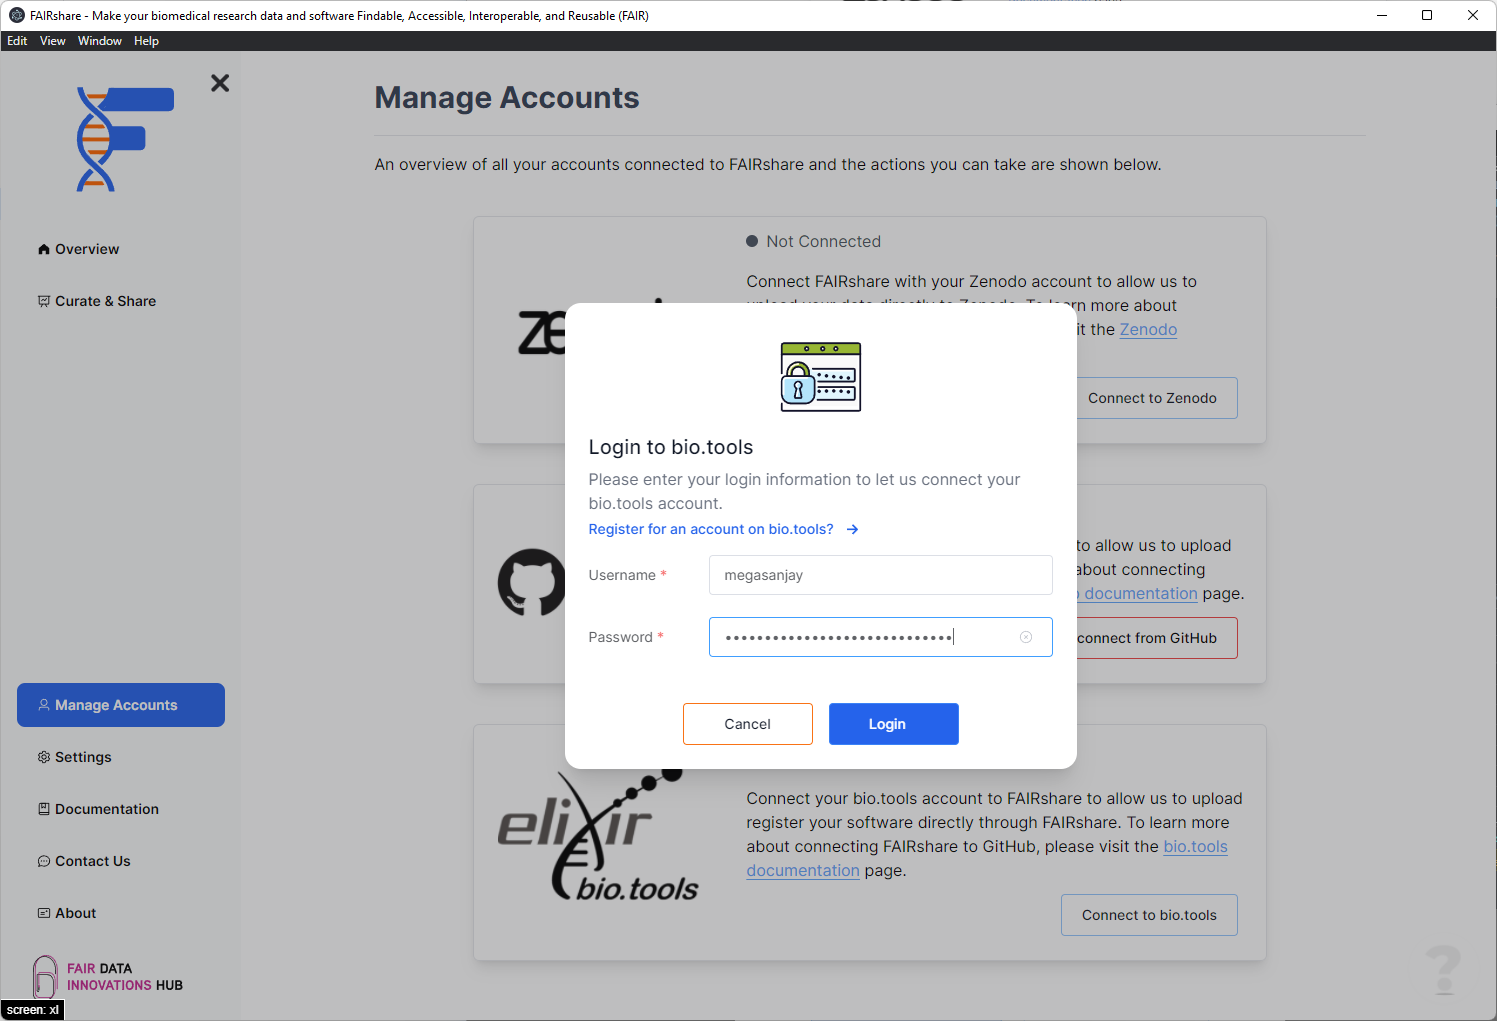 FAIRshare - Make your biomedical research data and software Findable, Accessible, Interoperable, and Reusable (FAIR)
Edit View Window Help
Overview
Curate & Share
Manage Accounts
Settings
Documentation
Contact Us
About
FAIR DATA
INNOVATIONS HUB
screen: xl
Manage Accounts
An overview of all your accounts connected to FAIRshare and the actions you can take are shown below.
Not Connected
Connect FAIRshare with your Zenodo account to allow us to
more about
the Zenodo
Connect to Zenodo
to allow us to upload
about connecting
documentation page.
connect from GitHub
Login to bio.tools
Please enter your login information to let us connect your
bio.tools account.
Register for an account on bio.tools?
Username *
megasanjay
Password *
Cancel
Login
elixir
bio.tools
Connect your bio.tools account to FAIRshare to allow us to upload
register your software directly through FAIRshare. To learn more
about connecting FAIRshare to GitHub, please visit the bio.tools
documentation page.
Connect to bio.tools